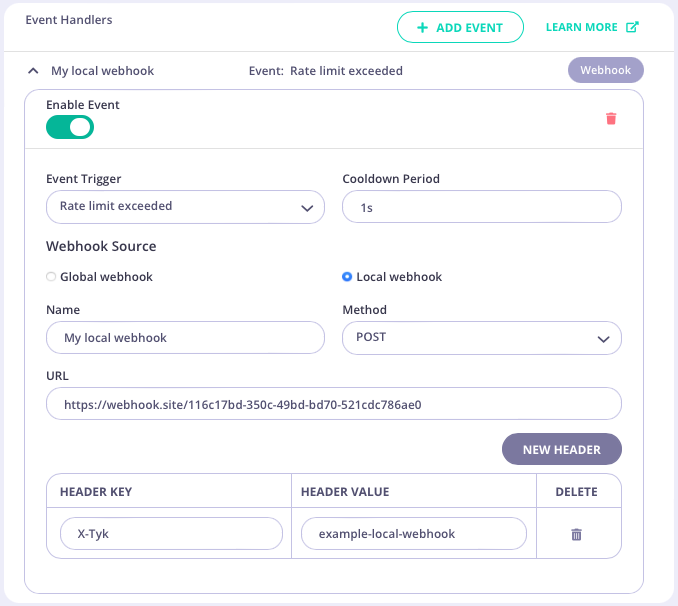 Event Handlers
ADD EVENT
LEARN MORE
My local webhook Event: Rate limit exceeded Webhook
Enable Event
Event Trigger Cooldown Period
Rate limit exceeded 1s
Webhook Source
Global webhook Local webhook
Name Method
My local webhook POST
URL
https://webhook.site/116c17bd-350c-49bd-bd70-521cdc786ae0
NEW HEADER
HEADER KEY HEADER VALUE DELETE
X-Tyk example-local-webhook